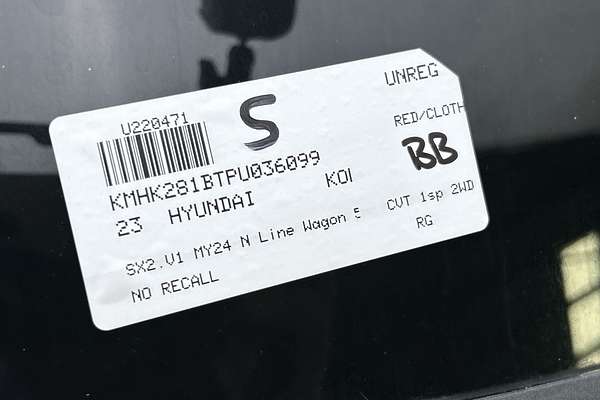 UNREG
U220471
S
RED/CLOTH
KMHK281BTPU036099
BB
23 HYUNDAI KOI
CVT 1sp 2WD
SX2.V1 MY24 N Line Wagon 5
RG
NO RECALL